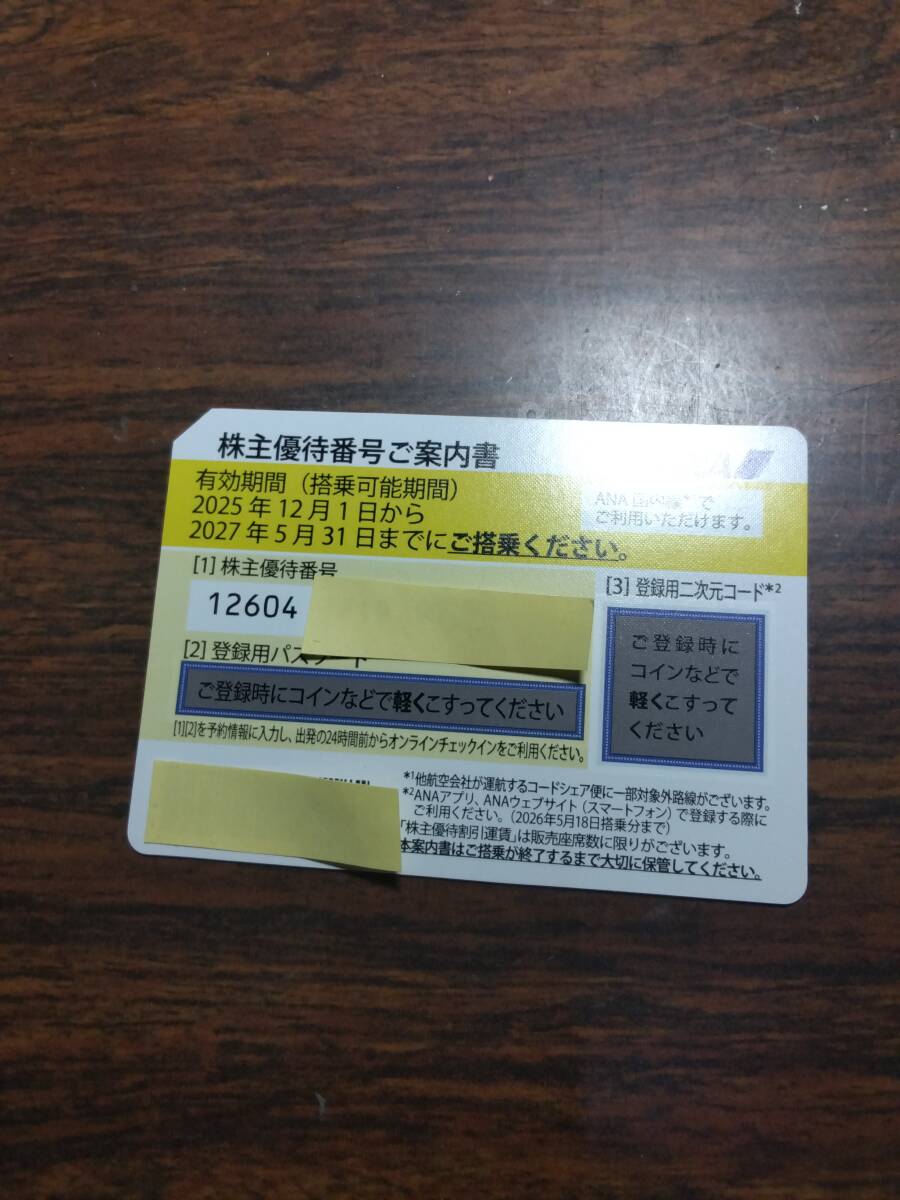 株主優待番号ご案内書
有効期間（搭乗可能期間）
2025年12月1日から
2027年5月31日までにご搭乗ください。
ANA国内線*¹で
ご利用いただけます。
[1] 株主優待番号
12604
[2] 登録用パスワード
ご登録時にコインなどで軽くこすってください
[1][2]を予約情報に入力し、出発の24時間前からオンラインチェックインをご利用ください。
[3] 登録用二次元コード*²
ご登録時に
コインなどで
軽くこすって
ください
*¹他航空会社が運航するコードシェア便に一部対象外路線がございます。
*²ANAアプリ、ANAウェブサイト（スマートフォン）で登録する際に
ご利用ください。（2026年5月18日搭乗分まで）
「株主優待割引運賃」は販売座席数に限りがございます。
本案内書はご搭乗が終了するまで大切に保管してください。